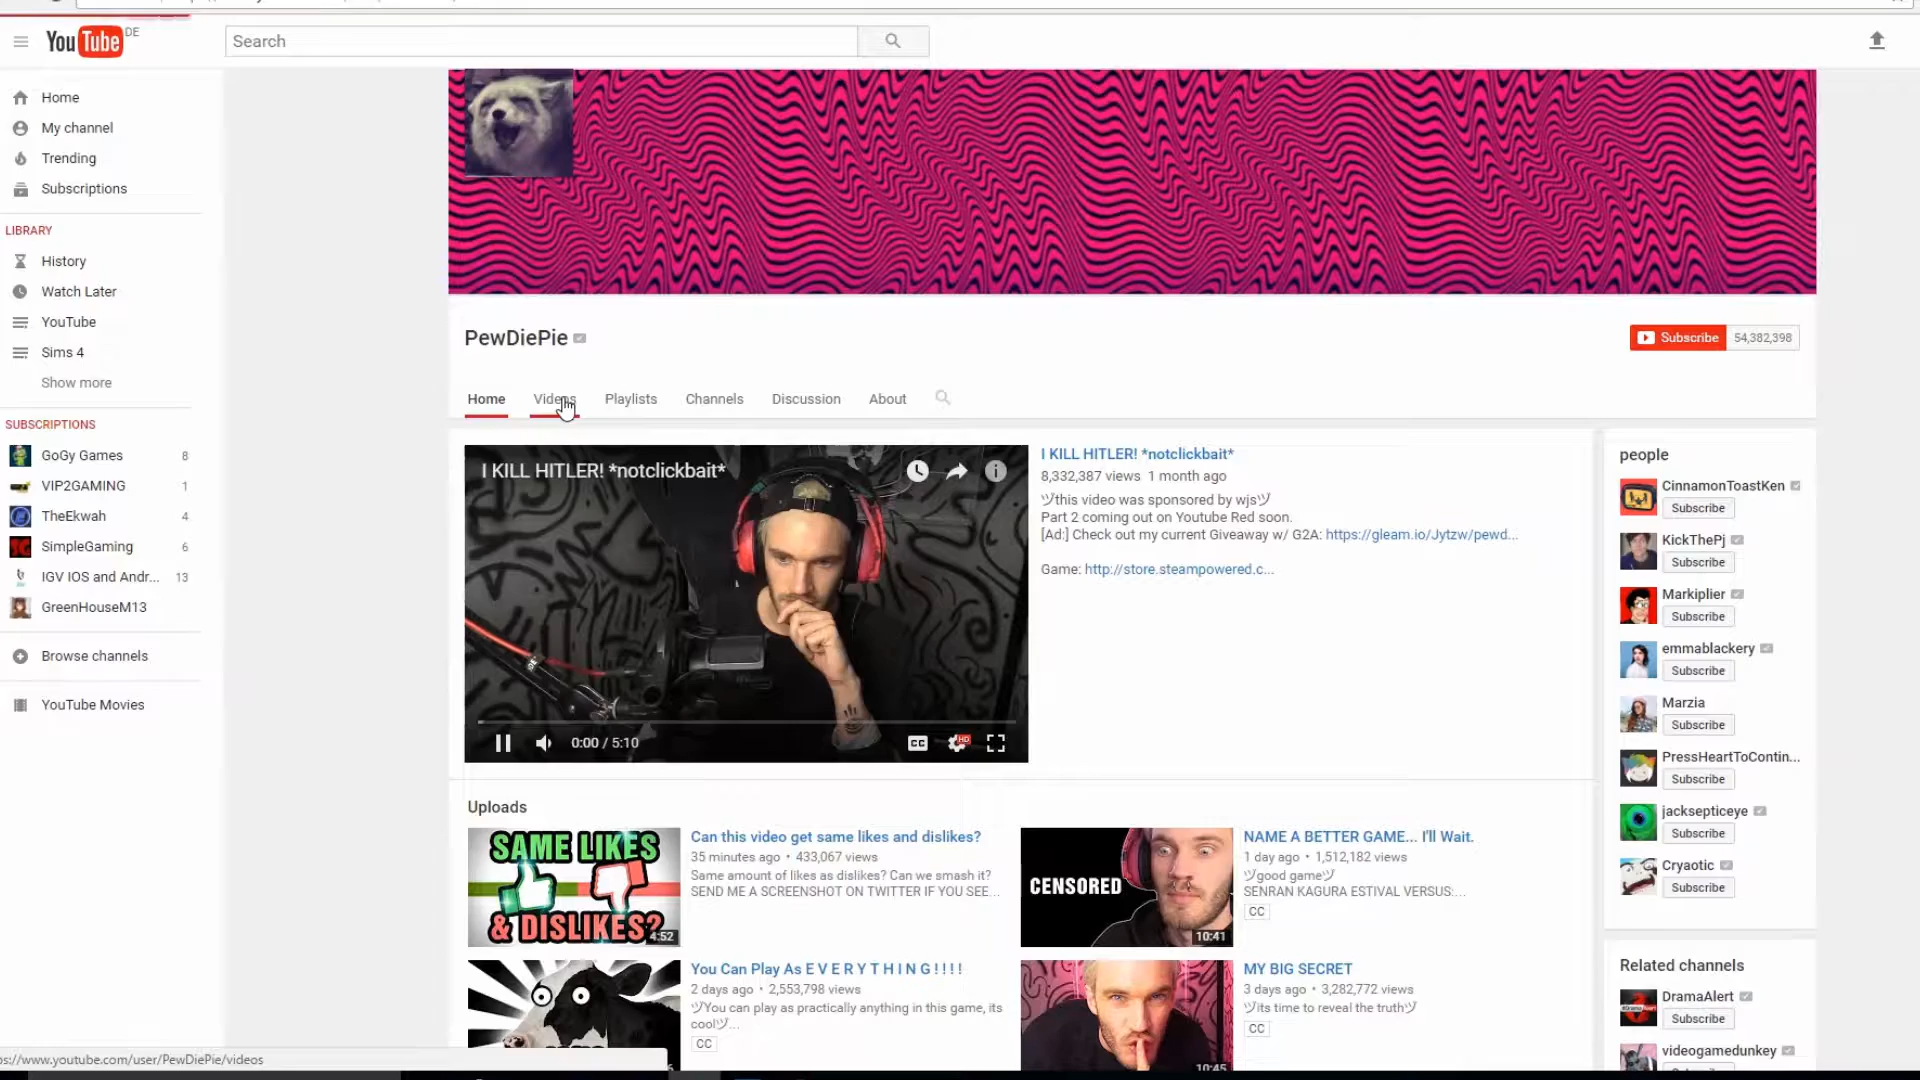 YouTube DE
Search
Home
My channel
Trending
Subscriptions
LIBRARY
History
Watch Later
YouTube
Sims 4
Show more
SUBSCRIPTIONS
GoGy Games 8
VIP2GAMING 1
TheEkwah 4
SimpleGaming 6
IGV IOS and Andr... 13
GreenHouseM13
Browse channels
YouTube Movies
PewDiePie
Subscribe 54,382,398
Home Videos Playlists Channels Discussion About
I KILL HITLER! *notclickbait*
0:00 / 5:10
CC HD
I KILL HITLER! *notclickbait*
8,332,387 views 1 month ago
ツthis video was sponsored by wjsツ
Part 2 coming out on Youtube Red soon.
[Ad:] Check out my current Giveaway w/ G2A: https://gleam.io/Jytzw/pewd...
Game: http://store.steampowered.c...
Uploads
SAME LIKES
& DISLIKES?
4:52
Can this video get same likes and dislikes?
35 minutes ago • 433,067 views
Same amount of likes as dislikes? Can we smash it?
SEND ME A SCREENSHOT ON TWITTER IF YOU SEE...
CENSORED
10:41
NAME A BETTER GAME... I'll Wait.
1 day ago • 1,512,182 views
ツgood gameツ
SENRAN KAGURA ESTIVAL VERSUS:...
CC
You Can Play As E V E R Y T H I N G ! ! ! !
2 days ago • 2,553,798 views
ツYou can play as practically anything in this game, its
coolツ...
CC
10:45
MY BIG SECRET
3 days ago • 3,282,772 views
ツits time to reveal the truthツ
CC
people
CinnamonToastKen
Subscribe
KickThePj
Subscribe
Markiplier
Subscribe
emmablackery
Subscribe
Marzia
Subscribe
PressHeartToContin...
Subscribe
jacksepticeye
Subscribe
Cryaotic
Subscribe
Related channels
DramaAlert
Subscribe
videogamedunkey
ps://www.youtube.com/user/PewDiePie/videos